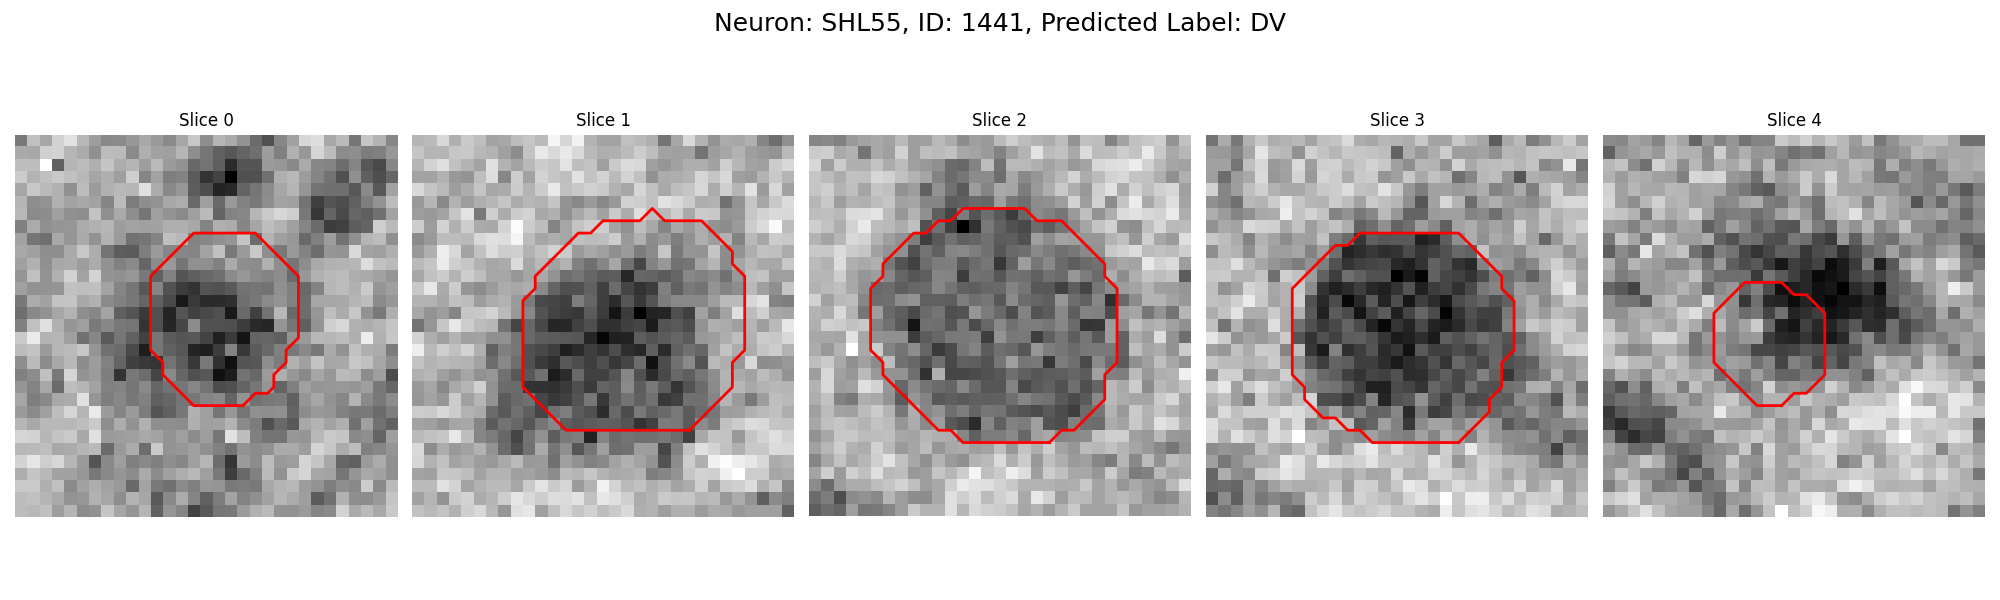 Neuron: SHL55, ID: 1441, Predicted Label: DV
Slice 0
Slice 1
Slice 2
Slice 3
Slice 4